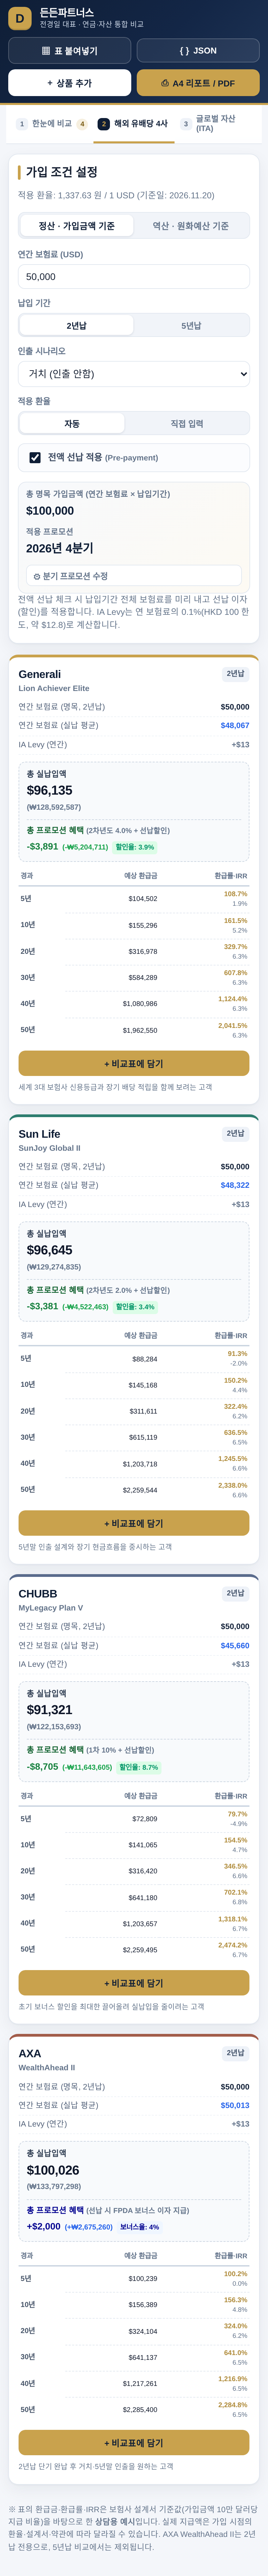 D
든든파트너스
전경일 대표 · 연금·자산 통합 비교
▦ 표 붙여넣기
{ } JSON
+ 상품 추가
⎙ A4 리포트 / PDF
1 한눈에 비교 4
2 해외 유배당 4사
3 글로벌 자산 (ITA)
가입 조건 설정
적용 환율: 1,337.63 원 / 1 USD (기준일: 2026.11.20)
정산 · 가입금액 기준
역산 · 원화예산 기준
연간 보험료 (USD)
50,000
납입 기간
2년납
5년납
인출 시나리오
거치 (인출 안함)
적용 환율
자동
직접 입력
전액 선납 적용 (Pre-payment)
총 명목 가입금액 (연간 보험료 × 납입기간)
$100,000
적용 프로모션
2026년 4분기
⚙ 분기 프로모션 수정
전액 선납 체크 시 납입기간 전체 보험료를 미리 내고 선납 이자
(할인)를 적용합니다. IA Levy는 연 보험료의 0.1%(HKD 100 한
도, 약 $12.8)로 계산합니다.
Generali
2년납
Lion Achiever Elite
연간 보험료 (명목, 2년납) $50,000
연간 보험료 (실납 평균) $48,067
IA Levy (연간) +$13
총 실납입액
$96,135
(₩128,592,587)
총 프로모션 혜택 (2차년도 4.0% + 선납할인)
-$3,891 (-₩5,204,711) 할인율: 3.9%
경과 예상 환급금 환급률·IRR
5년 $104,502 108.7%
1.9%
10년 $155,296 161.5%
5.2%
20년 $316,978 329.7%
6.3%
30년 $584,289 607.8%
6.3%
40년 $1,080,986 1,124.4%
6.3%
50년 $1,962,550 2,041.5%
6.3%
+ 비교표에 담기
세계 3대 보험사 신용등급과 장기 배당 적립을 함께 보려는 고객
Sun Life
2년납
SunJoy Global II
연간 보험료 (명목, 2년납) $50,000
연간 보험료 (실납 평균) $48,322
IA Levy (연간) +$13
총 실납입액
$96,645
(₩129,274,835)
총 프로모션 혜택 (2차년도 2.0% + 선납할인)
-$3,381 (-₩4,522,463) 할인율: 3.4%
경과 예상 환급금 환급률·IRR
5년 $88,284 91.3%
-2.0%
10년 $145,168 150.2%
4.4%
20년 $311,611 322.4%
6.2%
30년 $615,119 636.5%
6.5%
40년 $1,203,718 1,245.5%
6.6%
50년 $2,259,544 2,338.0%
6.6%
+ 비교표에 담기
5년말 인출 설계와 장기 현금흐름을 중시하는 고객
CHUBB
2년납
MyLegacy Plan V
연간 보험료 (명목, 2년납) $50,000
연간 보험료 (실납 평균) $45,660
IA Levy (연간) +$13
총 실납입액
$91,321
(₩122,153,693)
총 프로모션 혜택 (1차 10% + 선납할인)
-$8,705 (-₩11,643,605) 할인율: 8.7%
경과 예상 환급금 환급률·IRR
5년 $72,809 79.7%
-4.9%
10년 $141,065 154.5%
4.7%
20년 $316,420 346.5%
6.6%
30년 $641,180 702.1%
6.8%
40년 $1,203,657 1,318.1%
6.7%
50년 $2,259,495 2,474.2%
6.7%
+ 비교표에 담기
초기 보너스 할인을 최대한 끌어올려 실납입을 줄이려는 고객
AXA
2년납
WealthAhead II
연간 보험료 (명목, 2년납) $50,000
연간 보험료 (실납 평균) $50,013
IA Levy (연간) +$13
총 실납입액
$100,026
(₩133,797,298)
총 프로모션 혜택 (선납 시 FPDA 보너스 이자 지급)
+$2,000 (+₩2,675,260) 보너스율: 4%
경과 예상 환급금 환급률·IRR
5년 $100,239 100.2%
0.0%
10년 $156,389 156.3%
4.8%
20년 $324,104 324.0%
6.2%
30년 $641,137 641.0%
6.5%
40년 $1,217,261 1,216.9%
6.5%
50년 $2,285,400 2,284.8%
6.5%
+ 비교표에 담기
2년납 단기 완납 후 거치·5년말 인출을 원하는 고객
※ 표의 환급금·환급률·IRR은 보험사 설계서 기준값(가입금액 10만 달러당
지급 비율)을 바탕으로 한 상담용 예시입니다. 실제 지급액은 가입 시점의
환율·설계서·약관에 따라 달라질 수 있습니다. AXA WealthAhead II는 2년
납 전용으로, 5년납 비교에서는 제외됩니다.